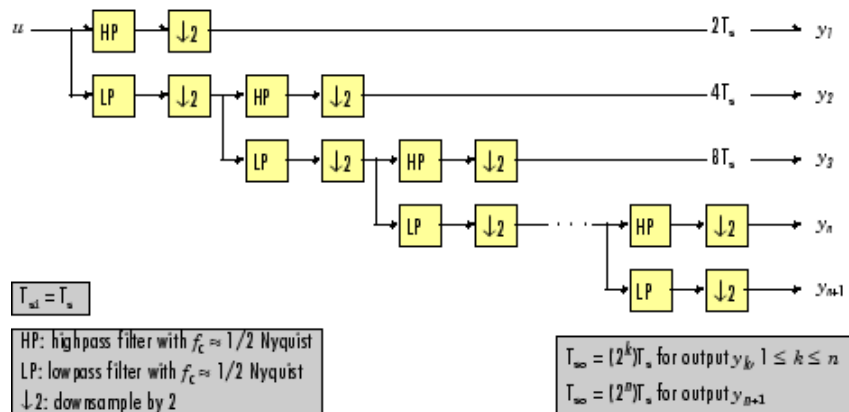 u HP ↓2 2Tₛ y₁
LP ↓2 HP ↓2 4Tₛ y₂
LP ↓2 HP ↓2 8Tₛ y₃
LP ↓2 · · · HP ↓2 yₙ
LP ↓2 yₙ₊₁
Tₛᵢ = Tₛ
HP: highpass filter with f_c ≈ 1/2 Nyquist
LP: lowpass filter with f_c ≈ 1/2 Nyquist
↓2: downsample by 2
Tₛₒ = (2ᵏ)Tₛ for output yₖ, 1 ≤ k ≤ n
Tₛₒ = (2ⁿ)Tₛ for output yₙ₊₁